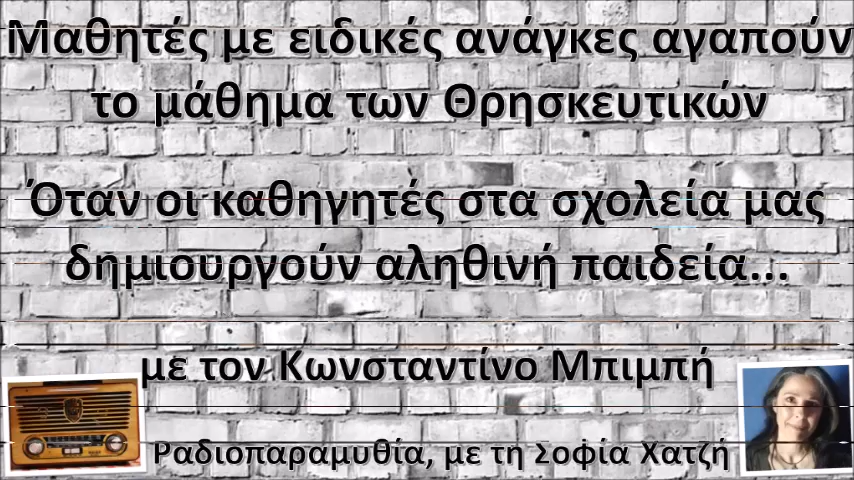 Μαθητές με ειδικές ανάγκες αγαπούν
το μάθημα των Θρησκευτικών
Όταν οι καθηγητές στα σχολεία μας
δημιουργούν αληθινή παιδεία...
με τον Κωνσταντίνο Μπιμπή
Ραδιοπαραμυθία, με τη Σοφία Χατζή